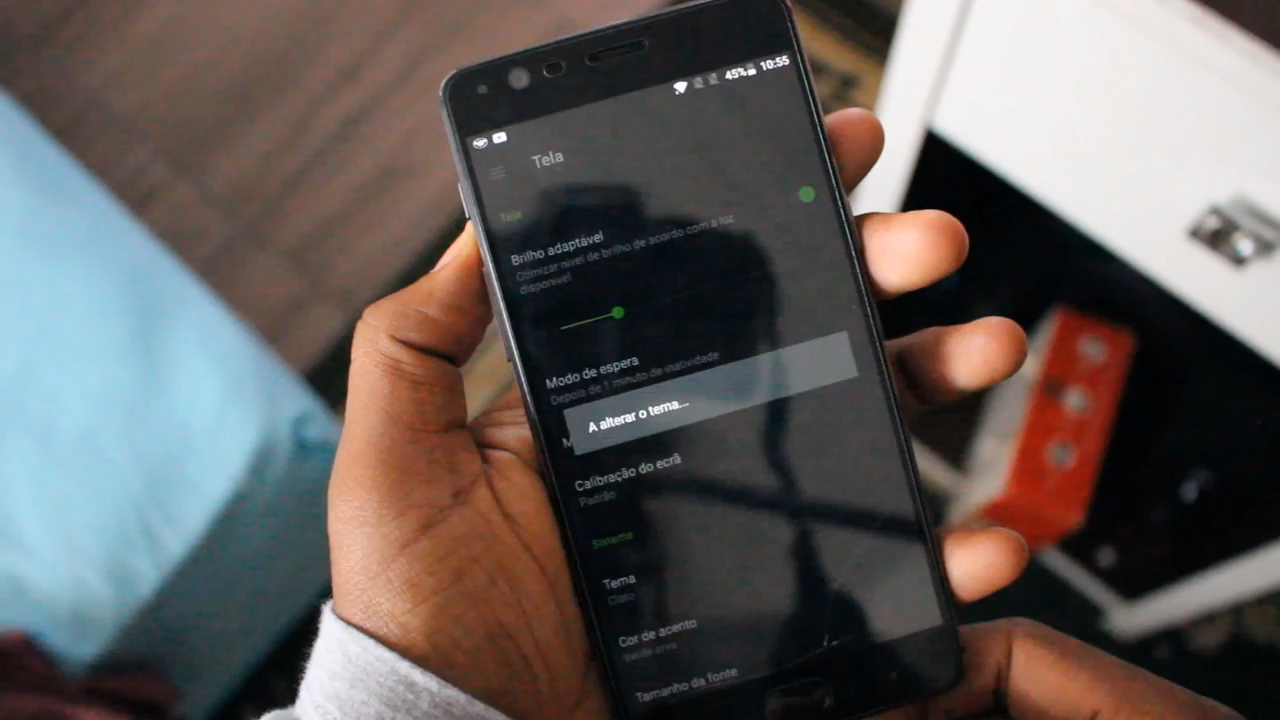 45% 10:55
Tela
Tela
Brilho adaptável
Otimizar nível de brilho de acordo com a luz
disponível
Modo de espera
Depois de 1 minuto de inatividade
A alterar o tema...
M
Calibração do ecrã
Padrão
Sistema
Tema
Claro
Cor de acento
Verde erva
Tamanho da fonte